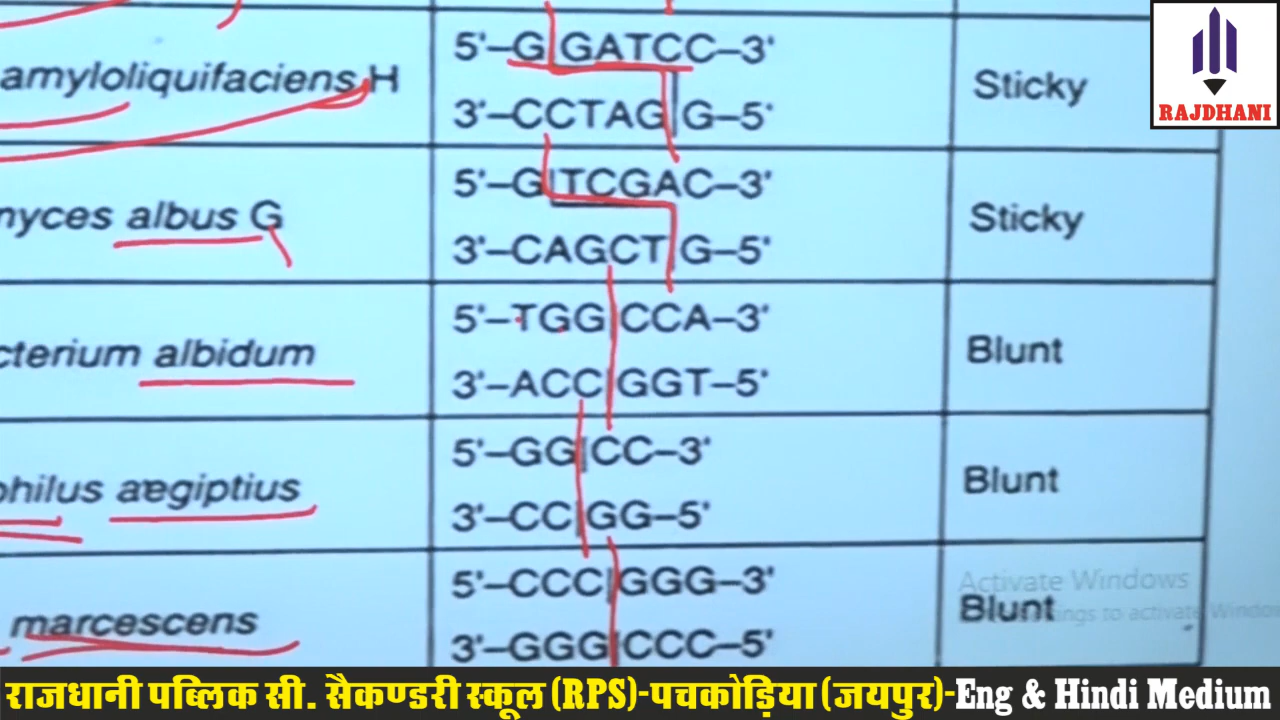 amyloliquifaciens H
5'–G|GATCC–3'
3'–CCTAG|G–5'
Sticky
RAJDHANI
myces albus G
5'–G|TCGAC–3'
3'–CAGCT|G–5'
Sticky
cterium albidum
5'–TGG|CCA–3'
3'–ACC|GGT–5'
Blunt
philus ægiptius
5'–GG|CC–3'
3'–CC|GG–5'
Blunt
marcescens
5'–CCC|GGG–3'
3'–GGG|CCC–5'
Blunt
Activate Windows
राजधानी पब्लिक सी. सैकण्डरी स्कूल (RPS)-पचकोड़िया (जयपुर)-Eng & Hindi Medium